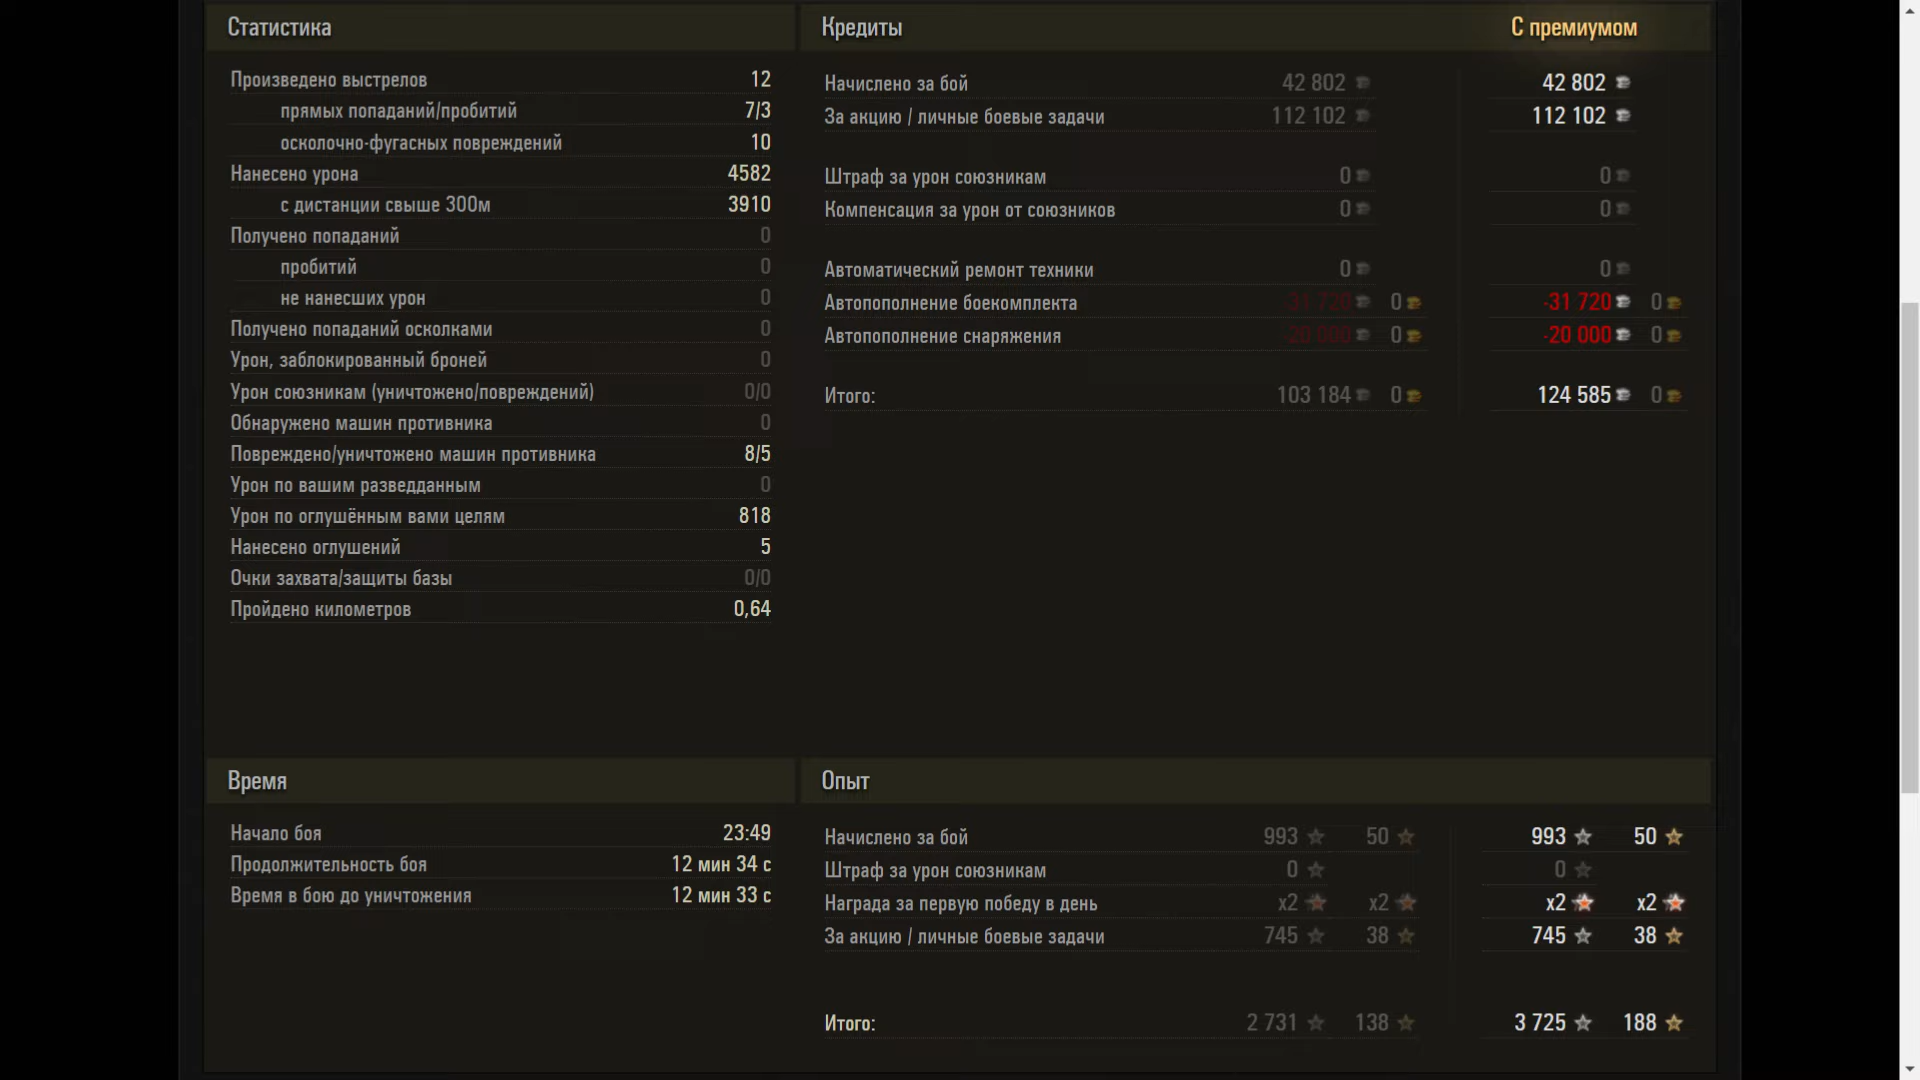 Статистика
Произведено выстрелов 12
прямых попаданий/пробитий 7/3
осколочно-фугасных повреждений 10
Нанесено урона 4582
с дистанции свыше 300м 3910
Получено попаданий 0
пробитий 0
не нанесших урон 0
Получено попаданий осколками 0
Урон, заблокированный броней 0
Урон союзникам (уничтожено/повреждений) 0/0
Обнаружено машин противника 0
Повреждено/уничтожено машин противника 8/5
Урон по вашим разведданным 0
Урон по оглушённым вами целям 818
Нанесено оглушений 5
Очки захвата/защиты базы 0/0
Пройдено километров 0,64
Кредиты С премиумом
Начислено за бой 42 802 42 802
За акцию / личные боевые задачи 112 102 112 102
Штраф за урон союзникам 0 0
Компенсация за урон от союзников 0 0
Автоматический ремонт техники 0 0
Автопополнение боекомплекта -31 720 0 -31 720 0
Автопополнение снаряжения -20 000 0 -20 000 0
Итого: 103 184 0 124 585 0
Время
Начало боя 23:49
Продолжительность боя 12 мин 34 с
Время в бою до уничтожения 12 мин 33 с
Опыт
Начислено за бой 993 50 993 50
Штраф за урон союзникам 0 0
Награда за первую победу в день x2 x2 x2 x2
За акцию / личные боевые задачи 745 38 745 38
Итого: 2 731 138 3 725 188